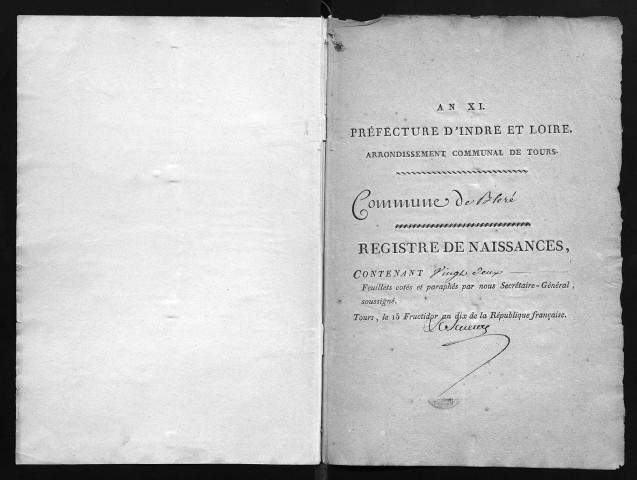 AN XI.
PRÉFECTURE D'INDRE ET LOIRE.
ARRONDISSEMENT COMMUNAL DE TOURS.
Commune de Bléré
REGISTRE DE NAISSANCES,
CONTENANT Vingt deux
Feuillets cotés et paraphés par nous Secrétaire-Général,
soussigné.
Tours, le 15 Fructidor an dix de la République française.